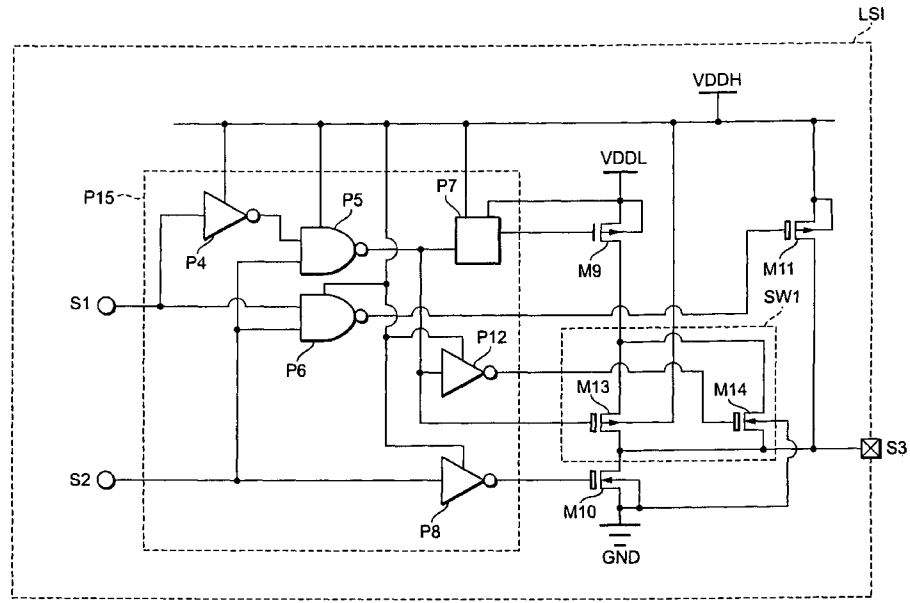 LSI
VDDH
VDDL
P15
P7
P5
P4
M9
M11
S1
SW1
P12
P6
M13
M14
S3
S2
M10
P8
GND